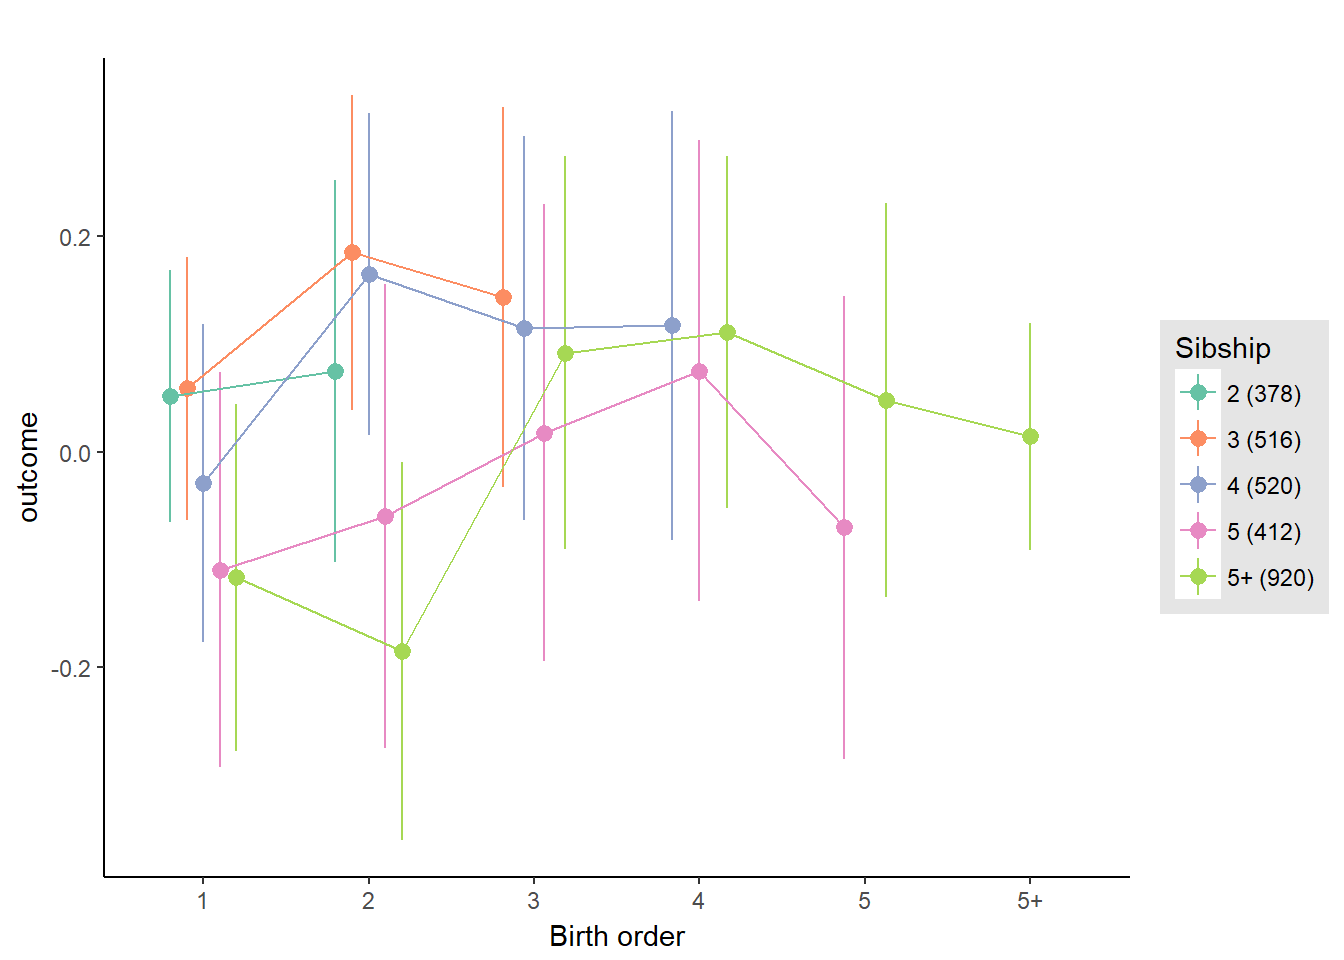 0.2
0.0
-0.2
outcome
1 2 3 4 5 5+
Birth order
Sibship
2 (378)
3 (516)
4 (520)
5 (412)
5+ (920)